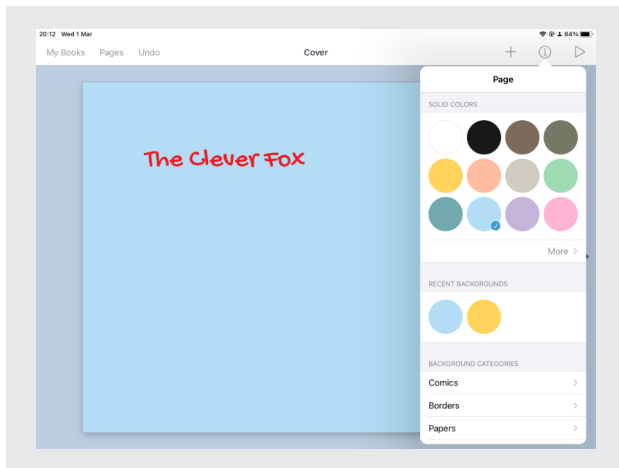 20:12 Wed 1 Mar 84%
My Books Pages Undo Cover
The Clever Fox
Page
SOLID COLORS
More
RECENT BACKGROUNDS
BACKGROUND CATEGORIES
Comics
Borders
Papers